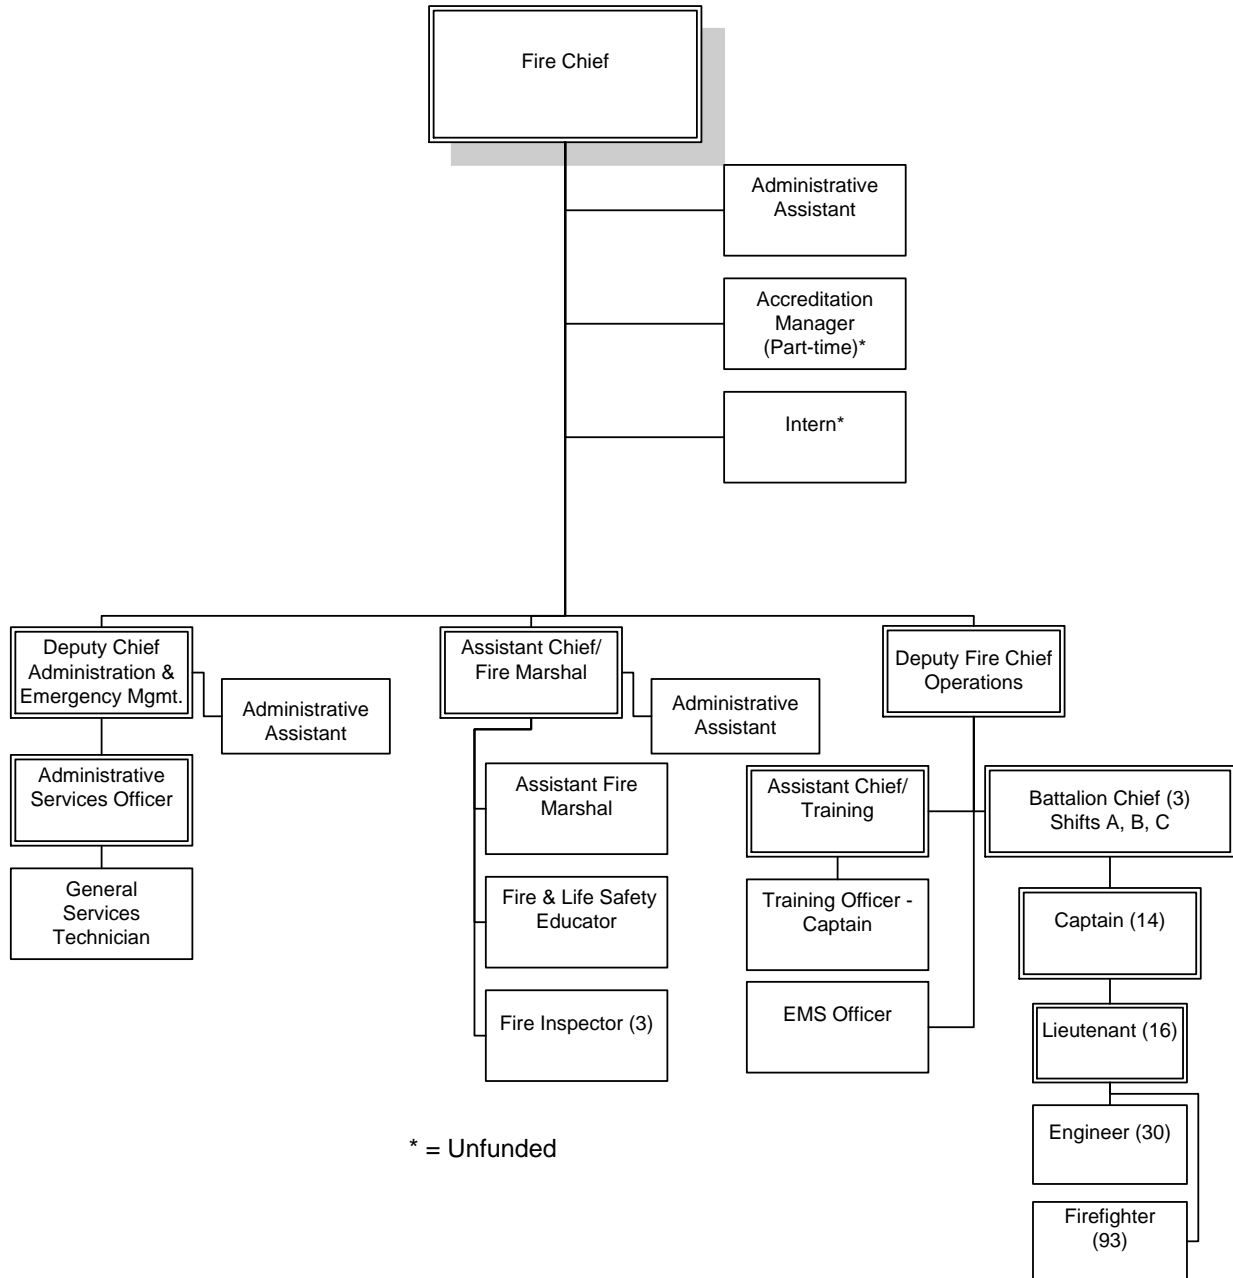 Fire Chief
Administrative
Assistant
Accreditation
Manager
(Part-time)*
Intern*
Deputy Chief
Administration &
Emergency Mgmt.
Administrative
Assistant
Administrative
Services Officer
General
Services
Technician
Assistant Chief/
Fire Marshal
Administrative
Assistant
Assistant Fire
Marshal
Fire & Life Safety
Educator
Fire Inspector (3)
Deputy Fire Chief
Operations
Assistant Chief/
Training
Training Officer -
Captain
EMS Officer
Battalion Chief (3)
Shifts A, B, C
Captain (14)
Lieutenant (16)
Engineer (30)
Firefighter
(93)
* = Unfunded